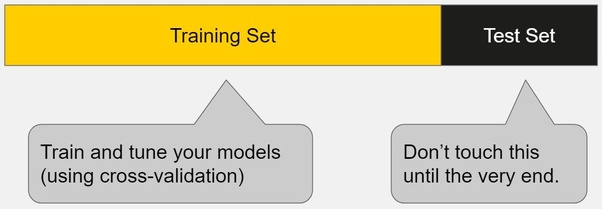 Training Set
Test Set
Train and tune your models
(using cross-validation)
Don’t touch this
until the very end.